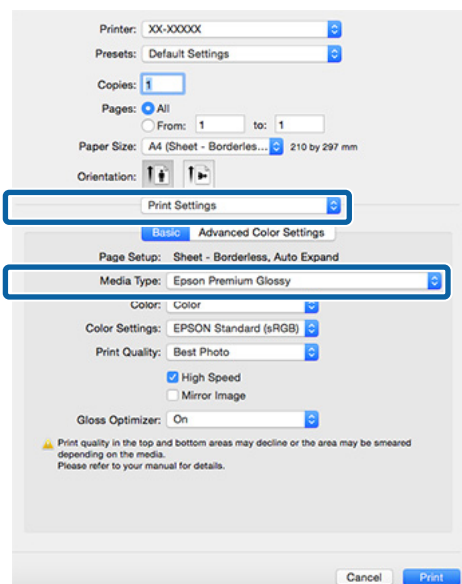 Printer: XX-XXXXX
Presets: Default Settings
Copies: 1
Pages: All
From: 1 to: 1
Paper Size: A4 (Sheet - Borderles... 210 by 297 mm
Orientation:
Print Settings
Basic Advanced Color Settings
Page Setup: Sheet - Borderless, Auto Expand
Media Type: Epson Premium Glossy
Color: Color
Color Settings: EPSON Standard (sRGB)
Print Quality: Best Photo
High Speed
Mirror Image
Gloss Optimizer: On
Print quality in the top and bottom areas may decline or the area may be smeared
depending on the media.
Please refer to your manual for details.
Cancel Print